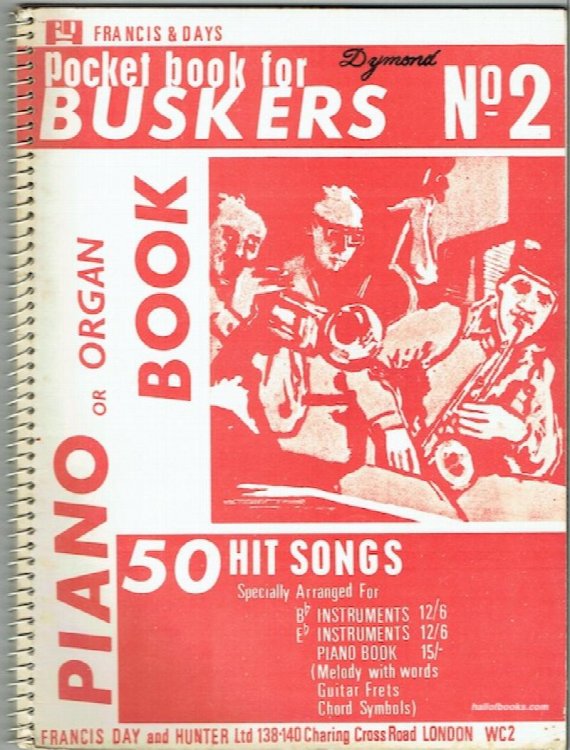 FD
FRANCIS & DAYS
Pocket book for
Dymond
BUSKERS
Nº2
PIANO OR ORGAN
BOOK
50 HIT SONGS
Specially Arranged For
B♭ INSTRUMENTS 12/6
E♭ INSTRUMENTS 12/6
PIANO BOOK 15/-
(Melody with words
Guitar Frets
Chord Symbols)
hallofbooks.com
FRANCIS DAY and HUNTER Ltd 138-140 Charing Cross Road LONDON WC2